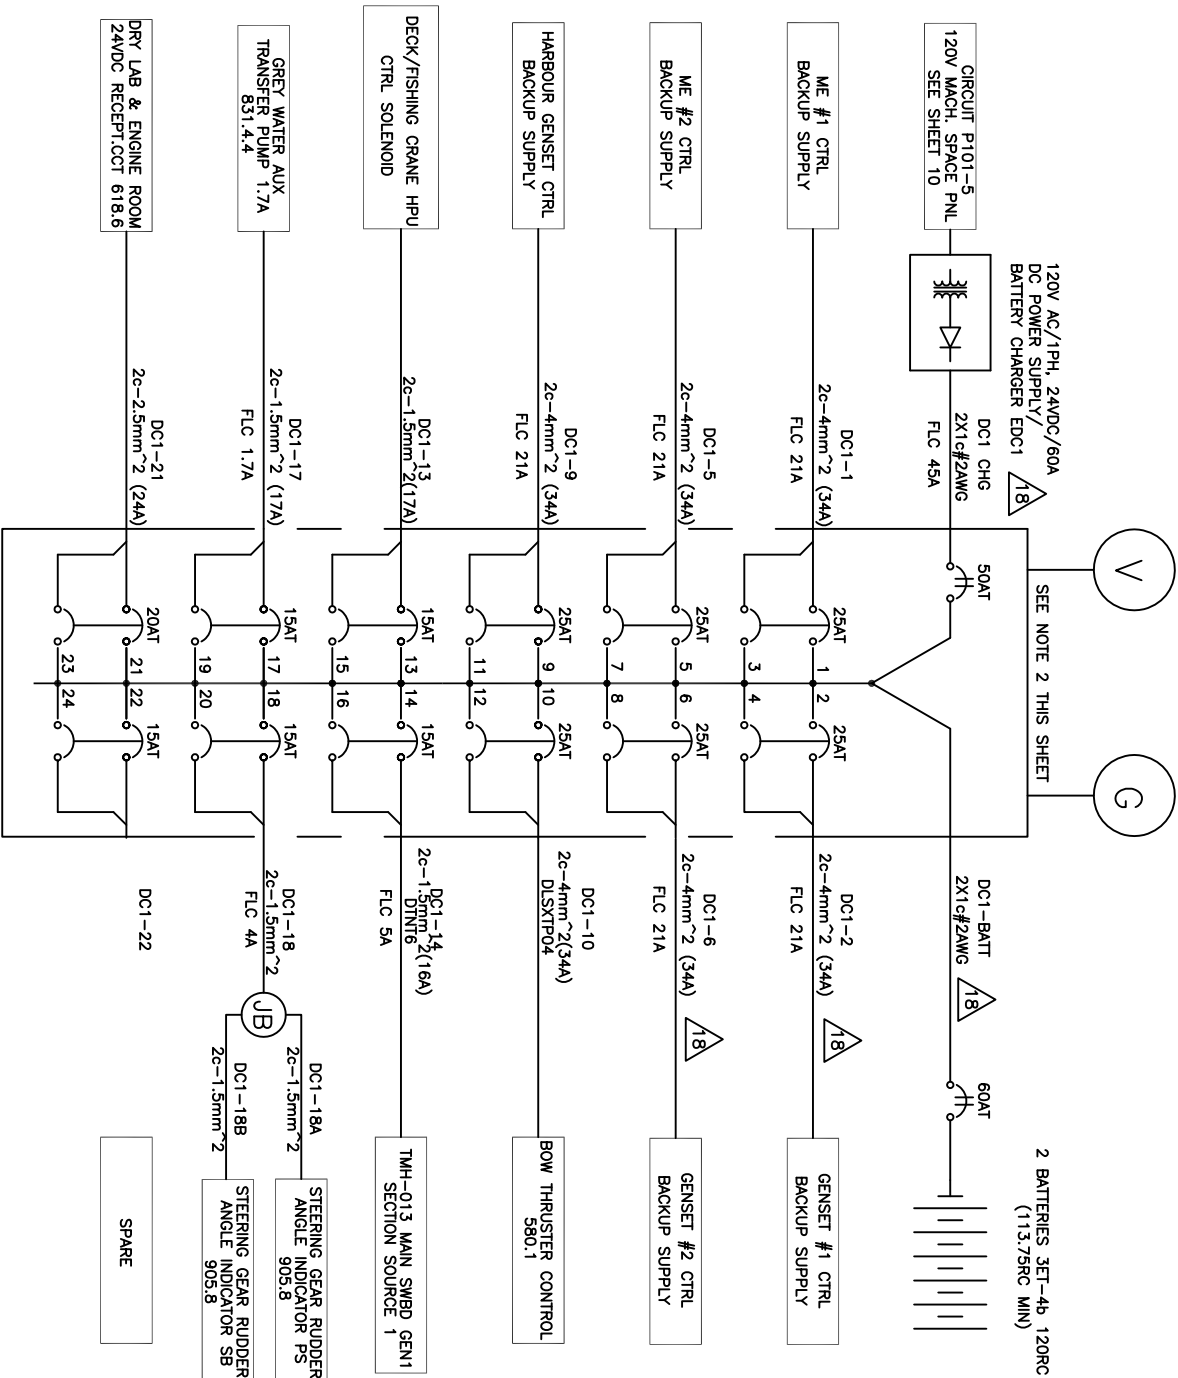 120V AC/1PH, 24VDC/60A
DC POWER SUPPLY/
BATTERY CHARGER EDC1
18
V
SEE NOTE 2 THIS SHEET
G
2 BATTERIES 3ET-4b 120RC
(113.75RC MIN)
CIRCUIT P101-5
120V MACH. SPACE PNL
SEE SHEET 10
DC1 CHG
2X1c#2AWG
FLC 45A
50AT
DC1-BATT
2X1c#2AWG
18
60AT
ME #1 CTRL
BACKUP SUPPLY
DC1-1
2c-4mm^2 (34A)
FLC 21A
25AT
1
2
25AT
DC1-2
2c-4mm^2 (34A)
FLC 21A
18
GENSET #1 CTRL
BACKUP SUPPLY
3
4
ME #2 CTRL
BACKUP SUPPLY
DC1-5
2c-4mm^2 (34A)
FLC 21A
25AT
5
6
25AT
DC1-6
2c-4mm^2 (34A)
FLC 21A
18
GENSET #2 CTRL
BACKUP SUPPLY
7
8
HARBOUR GENSET CTRL
BACKUP SUPPLY
DC1-9
2c-4mm^2 (34A)
FLC 21A
25AT
9
10
25AT
DC1-10
2c-4mm^2(34A)
DLSXTP04
BOW THRUSTER CONTROL
580.1
11
12
DECK/FISHING CRANE HPU
CTRL SOLENOID
DC1-13
2c-1.5mm^2(17A)
15AT
13
14
15AT
DC1-14
2c-1.5mm^2(16A)
DTNT6
FLC 5A
TMH-013 MAIN SWBD GEN1
SECTION SOURCE 1
15
16
GREY WATER AUX
TRANSFER PUMP 1.7A
831.4.4
DC1-17
2c-1.5mm^2 (17A)
FLC 1.7A
15AT
17
18
15AT
DC1-18
2c-1.5mm^2
FLC 4A
JB
DC1-18A
2c-1.5mm^2
STEERING GEAR RUDDER
ANGLE INDICATOR PS
905.8
DC1-18B
2c-1.5mm^2
STEERING GEAR RUDDER
ANGLE INDICATOR SB
905.8
19
20
DRY LAB & ENGINE ROOM
24VDC RECEPT.CCT 618.6
DC1-21
2c-2.5mm^2 (24A)
20AT
21
22
15AT
DC1-22
SPARE
23
24